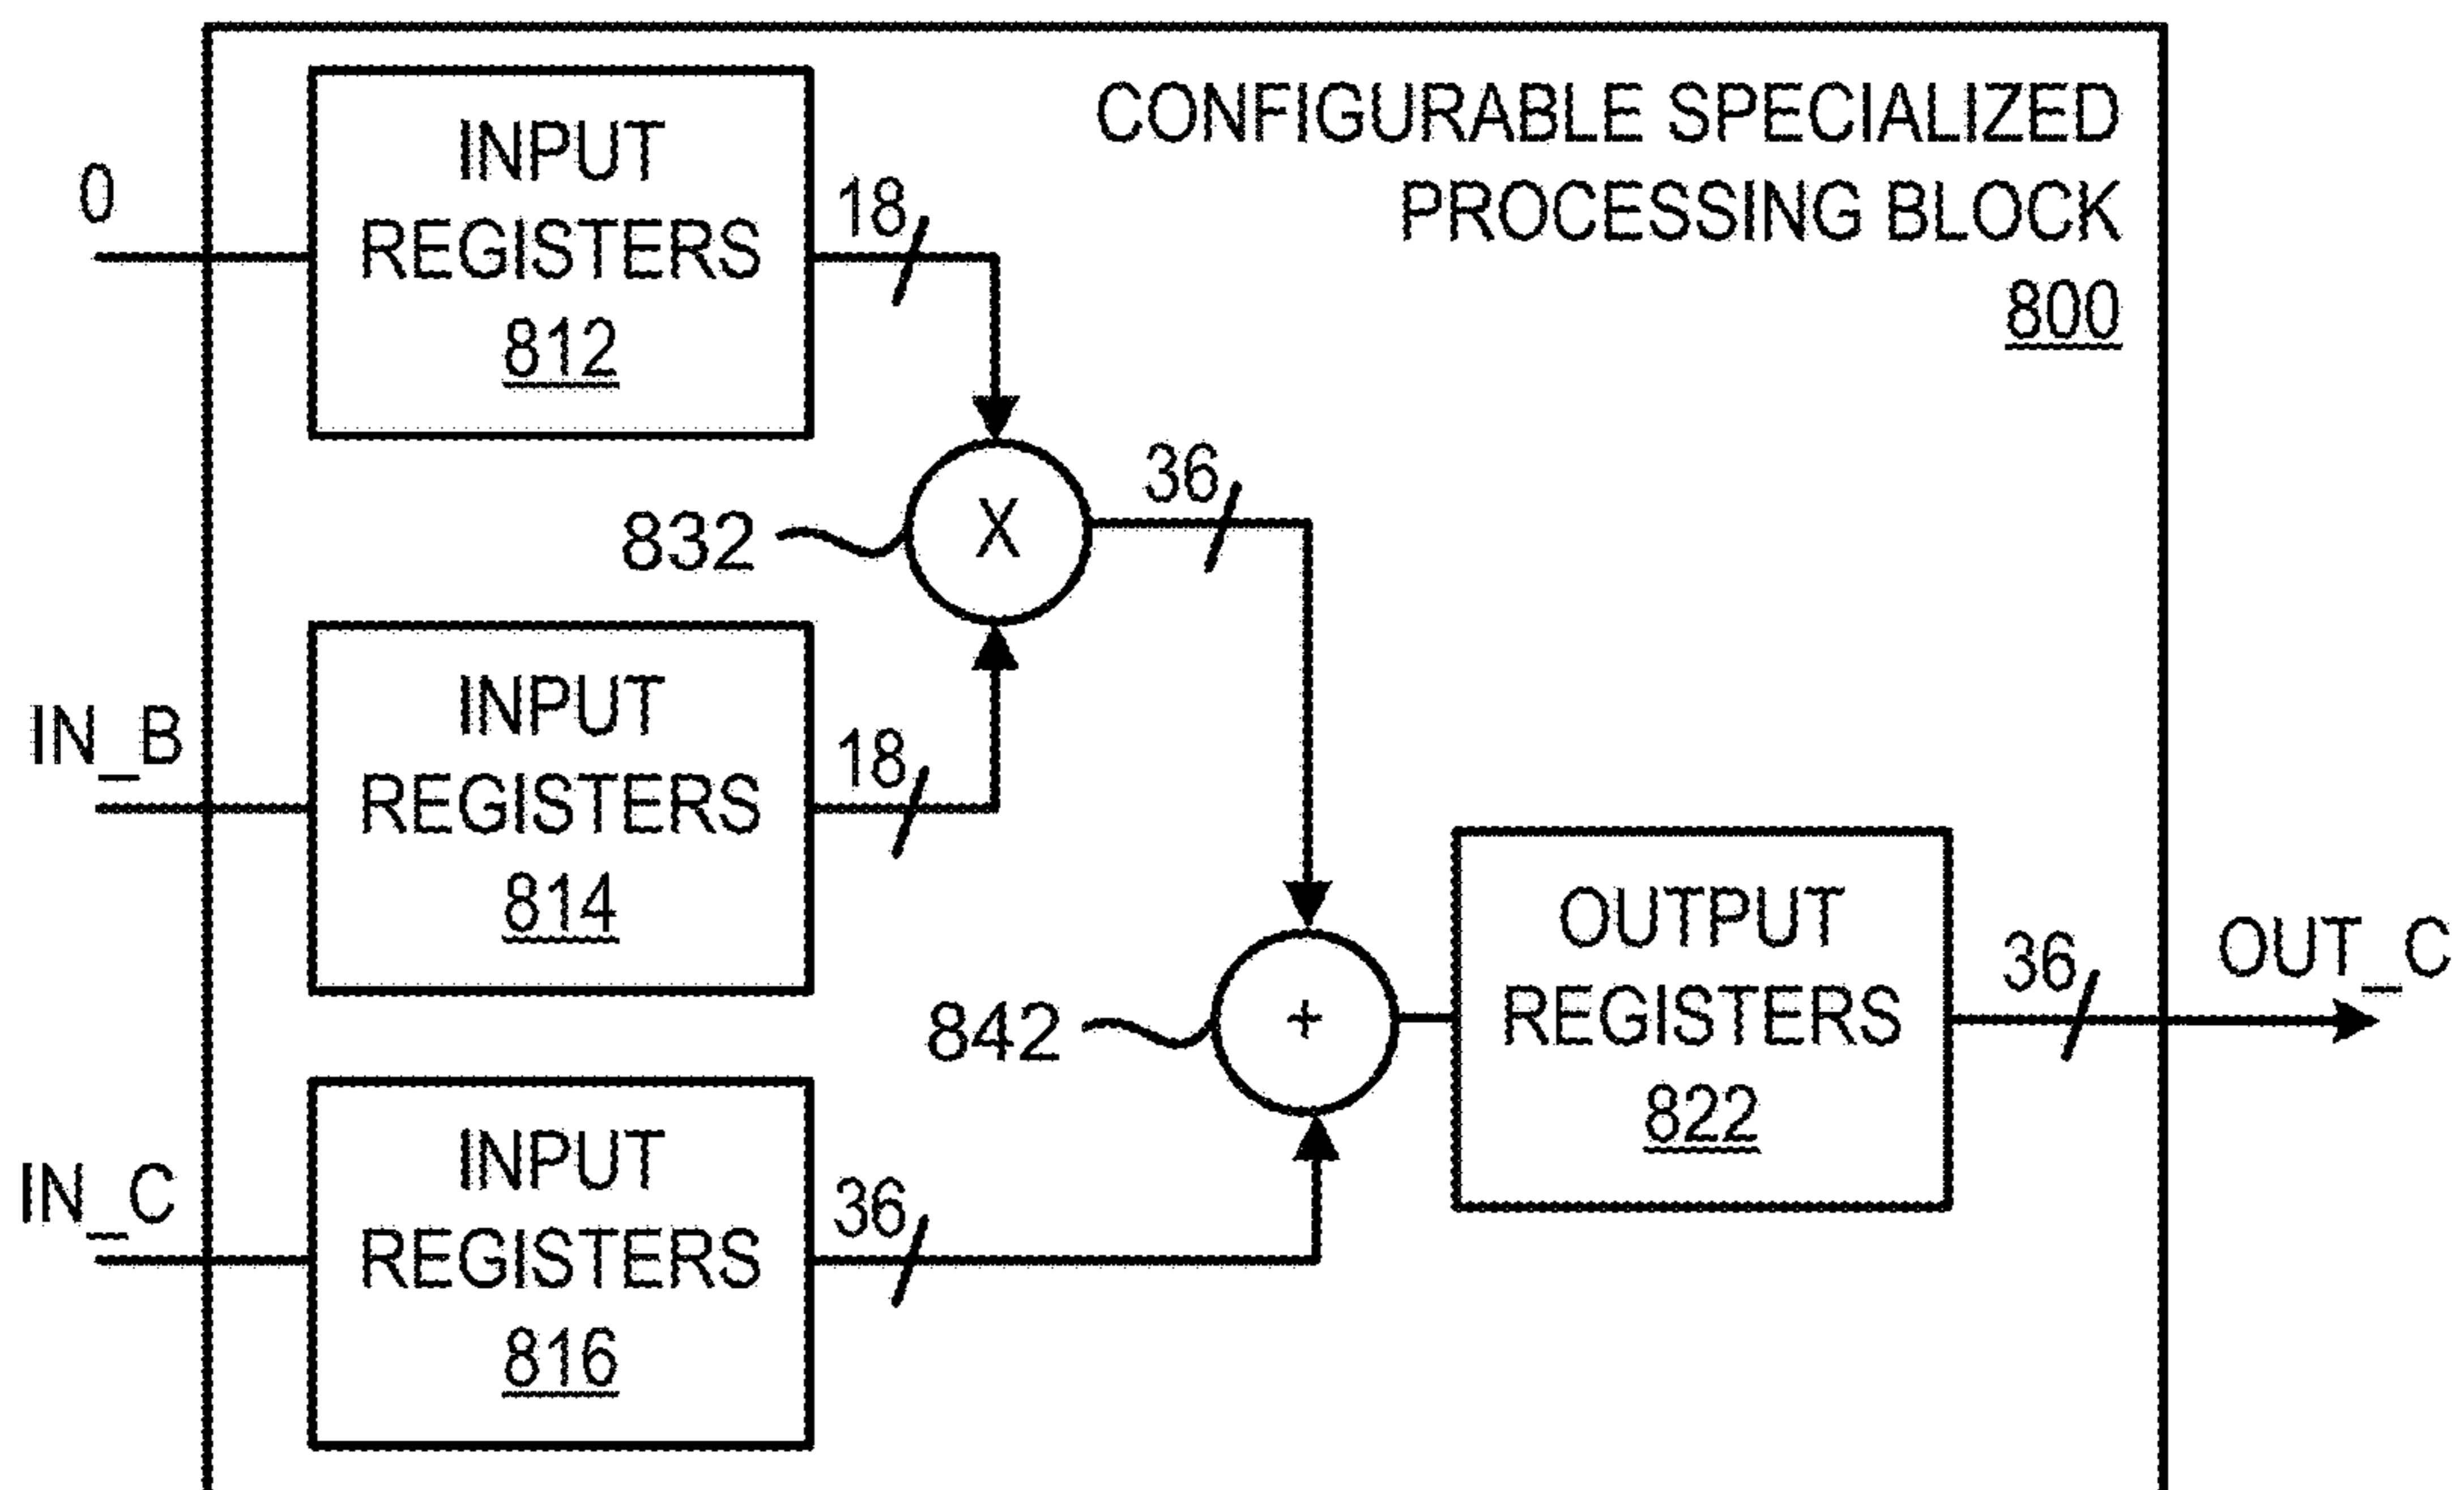 CONFIGURABLE SPECIALIZED
PROCESSING BLOCK
800
0
INPUT
REGISTERS
812
18
X
832
36
IN_B
INPUT
REGISTERS
814
18
842
+
OUTPUT
REGISTERS
822
36
OUT_C
IN_C
INPUT
REGISTERS
816
36